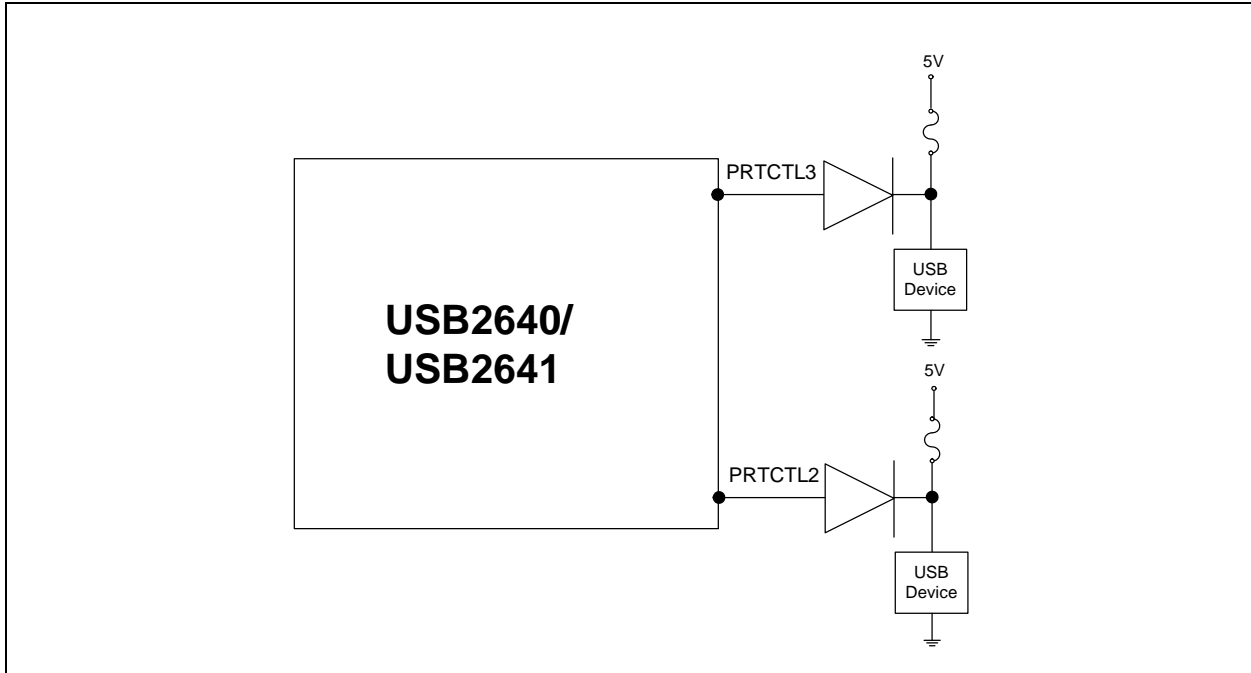 5V
PRTCTL3
USB
Device
USB2640/
USB2641
5V
PRTCTL2
USB
Device